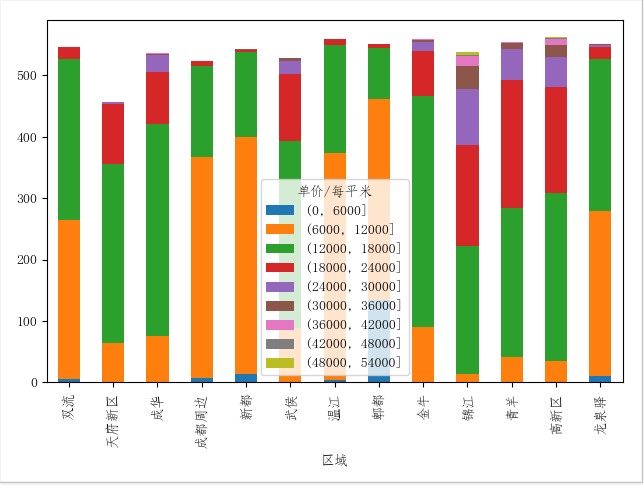 500
400
300
200
100
0
单价/每平米
(0, 6000]
(6000, 12000]
(12000, 18000]
(18000, 24000]
(24000, 30000]
(30000, 36000]
(36000, 42000]
(42000, 48000]
(48000, 54000]
双流
天府新区
成华
成都周边
新都
武侯
温江
郫都
金牛
锦江
青羊
高新区
龙泉驿
区域